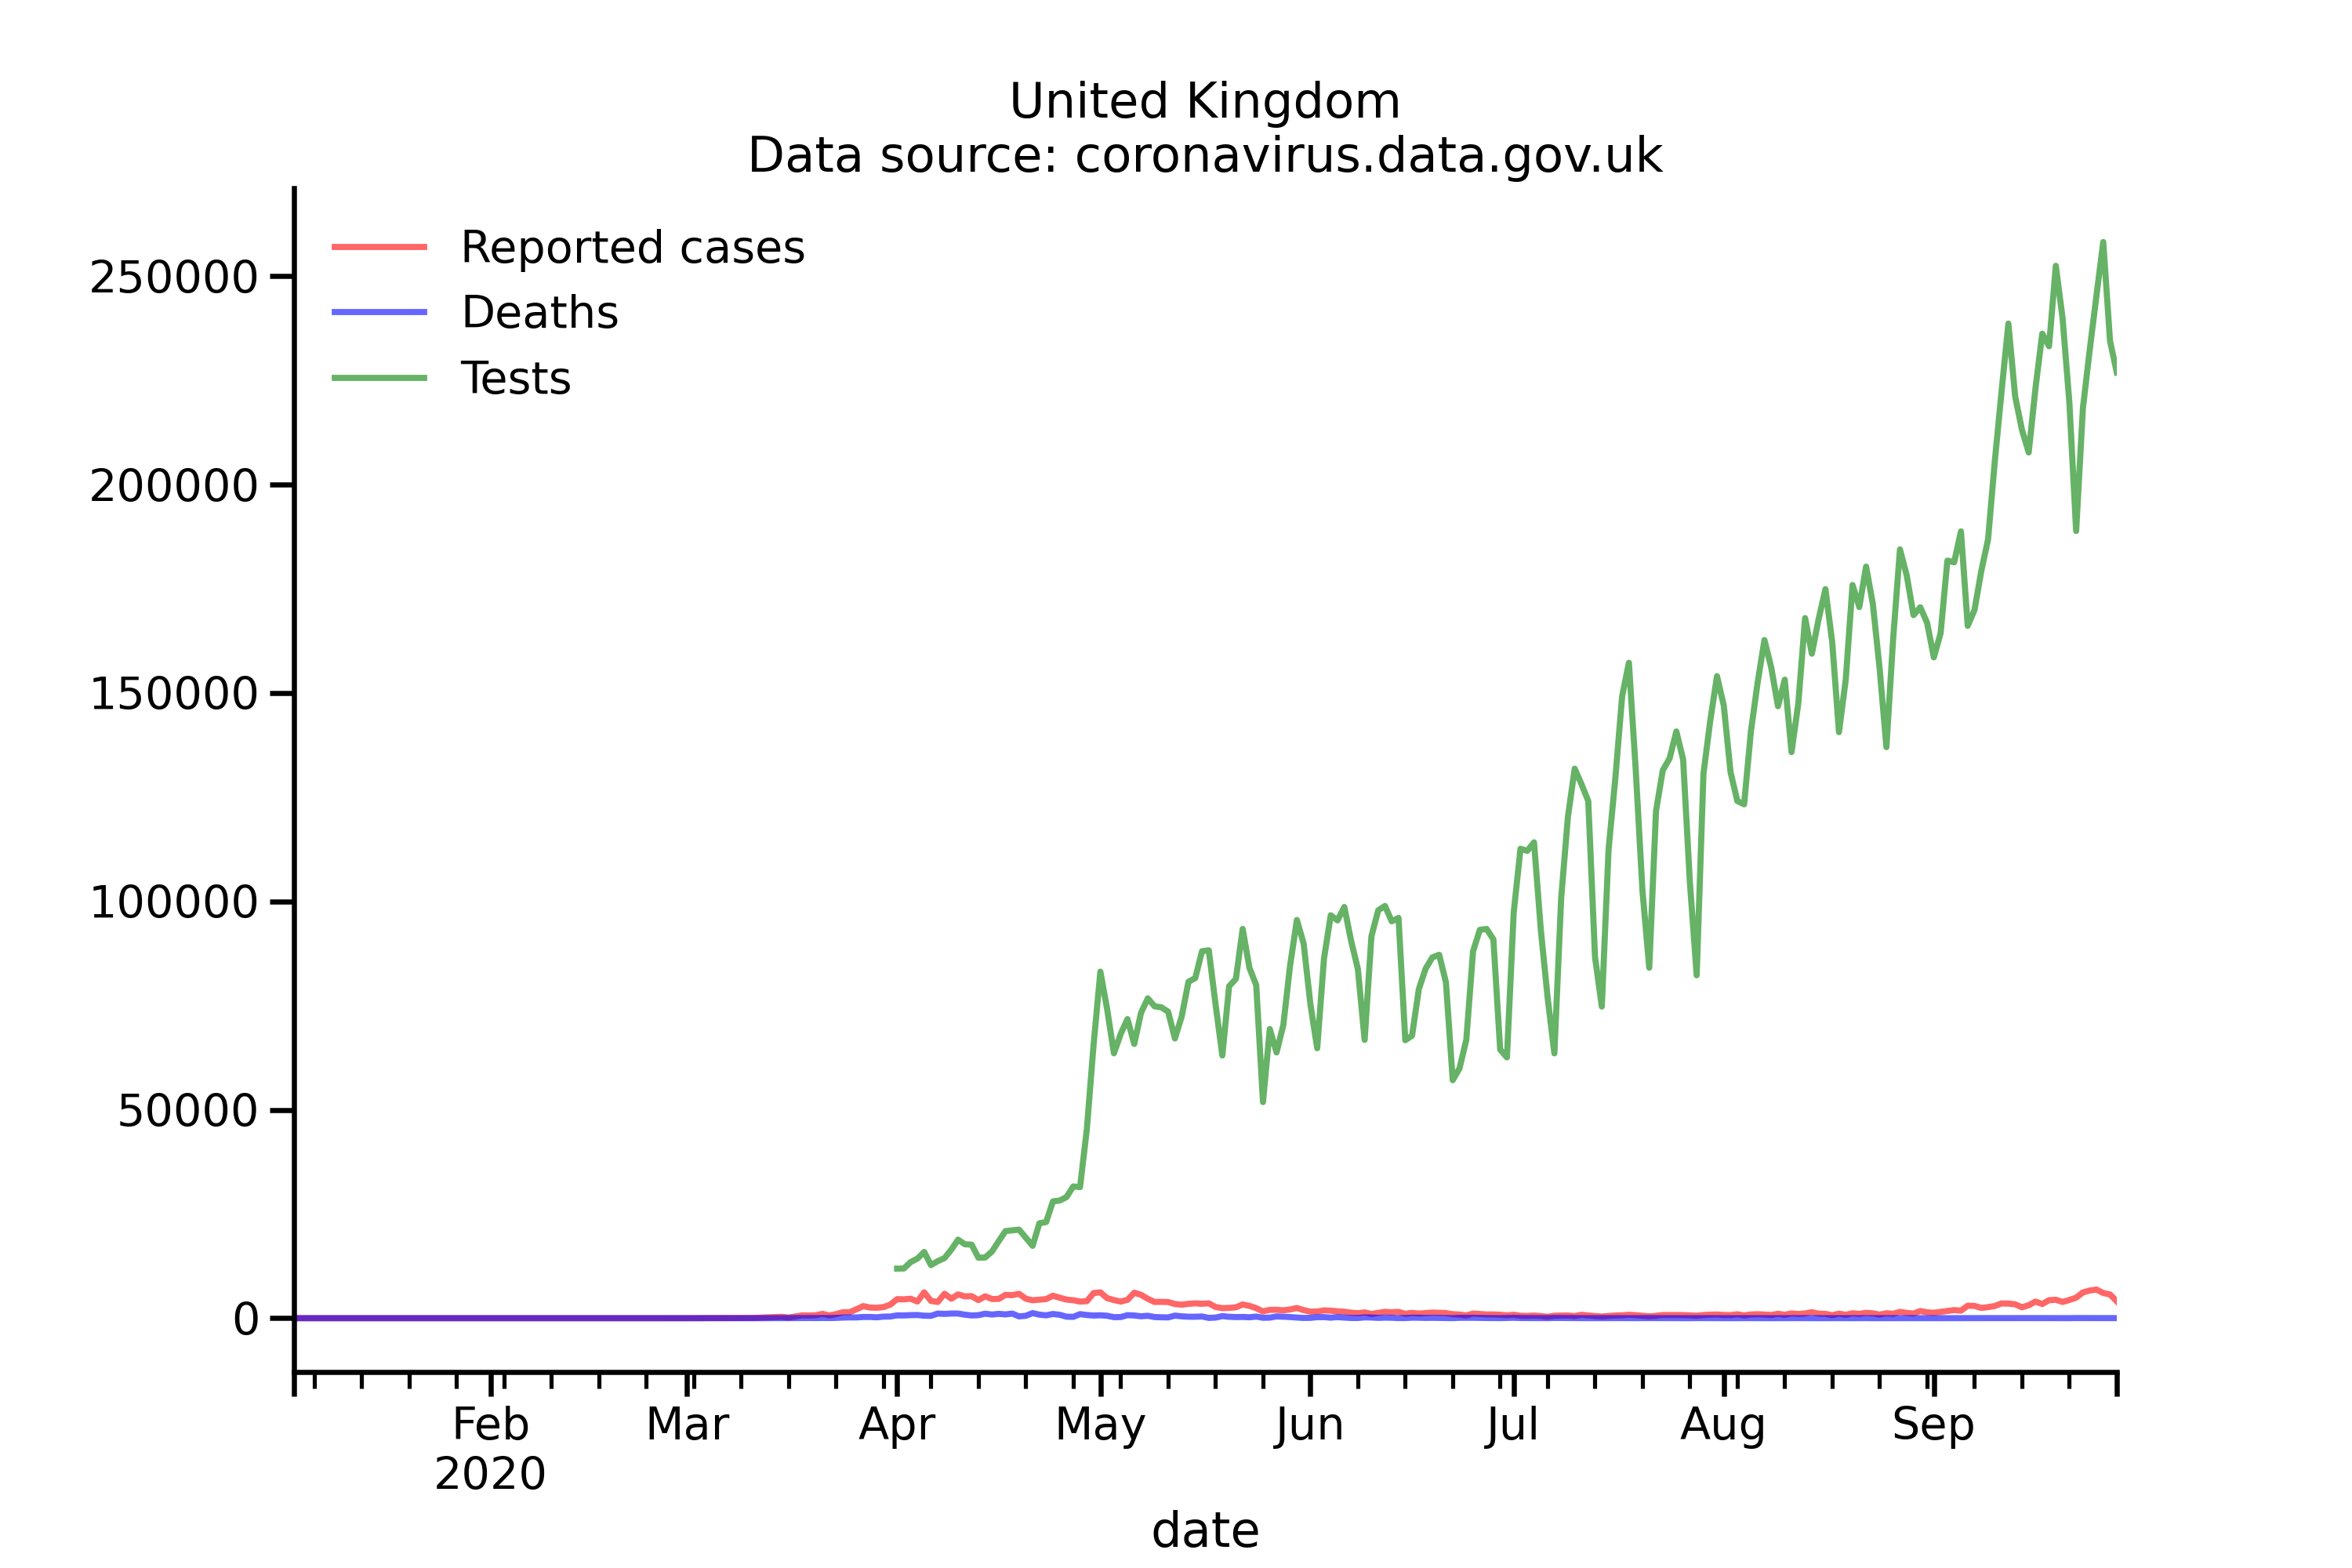 United Kingdom
Data source: coronavirus.data.gov.uk
Reported cases
Deaths
Tests
250000
200000
150000
100000
50000
0
Feb Mar Apr May Jun Jul Aug Sep
2020
date